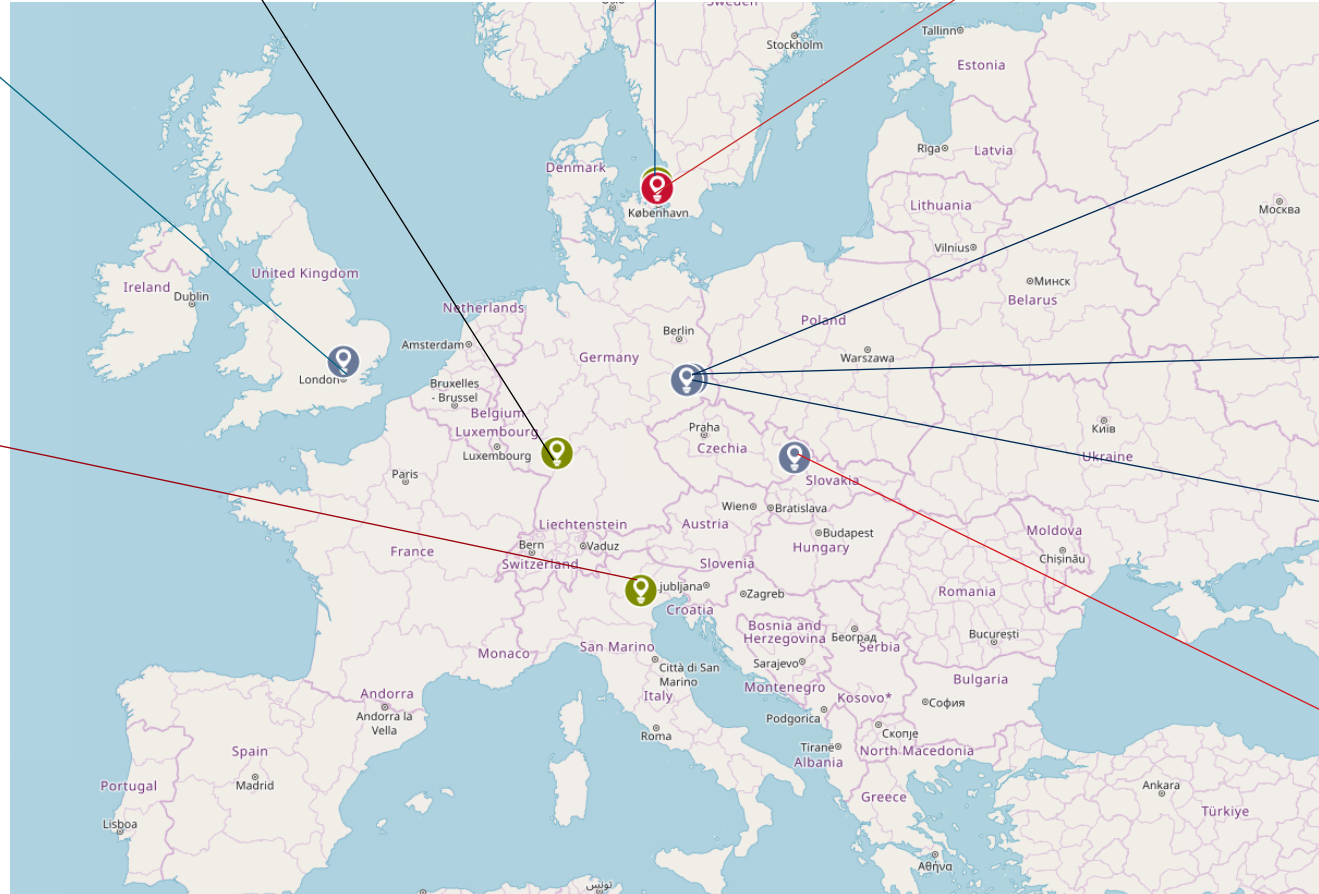 Sweden
Stockholm
Tallinn
Estonia
Denmark
Rīga
Latvia
København
Lithuania
Москва
Vilnius
United Kingdom
Ireland
Dublin
Минск
Belarus
Netherlands
Berlin
Poland
Amsterdam
Germany
Warszawa
London
Bruxelles
- Brussel
Belgium
Київ
Praha
Luxembourg
Czechia
Luxembourg
Ukraine
Paris
Slovakia
Wien
Bratislava
Liechtenstein
Austria
Moldova
Budapest
Bern
Vaduz
Hungary
France
Chișinău
Switzerland
Slovenia
jubljana
Zagreb
Romania
Croatia
Bosnia and
Herzegovina
București
Београд
San Marino
Serbia
Monaco
Città di San
Marino
Sarajevo
Bulgaria
Andorra
Italy
Montenegro
Kosovo*
София
Andorra la
Vella
Podgorica
Roma
Скопје
Spain
Tiranë
North Macedonia
Albania
Portugal
Madrid
Ankara
Greece
Türkiye
Lisboa
Αθήνα
تونس